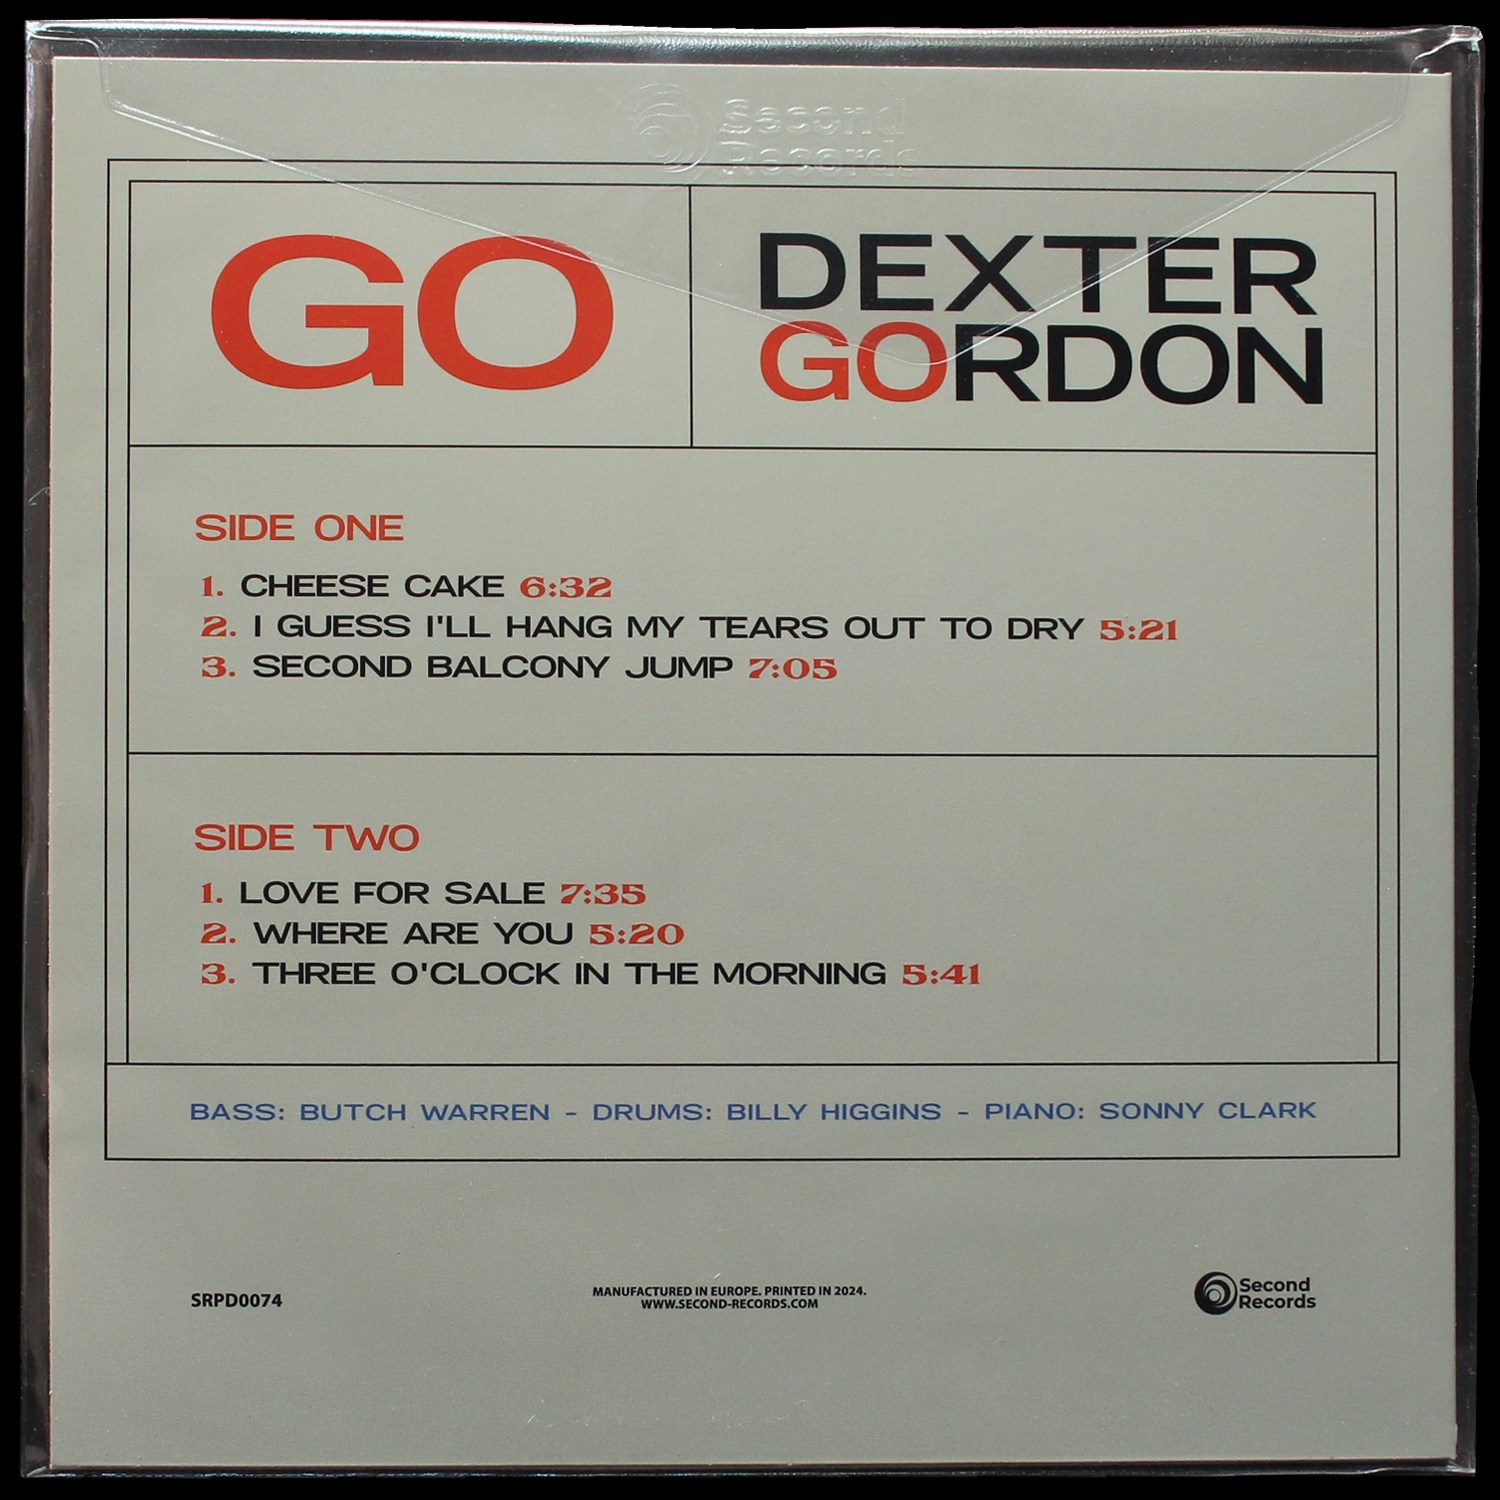 Second
Records
GO
DEXTER
GORDON
SIDE ONE
1. CHEESE CAKE 6:32
2. I GUESS I'LL HANG MY TEARS OUT TO DRY 5:21
3. SECOND BALCONY JUMP 7:05
SIDE TWO
1. LOVE FOR SALE 7:35
2. WHERE ARE YOU 5:20
3. THREE O'CLOCK IN THE MORNING 5:41
BASS: BUTCH WARREN - DRUMS: BILLY HIGGINS - PIANO: SONNY CLARK
SRPD0074
MANUFACTURED IN EUROPE. PRINTED IN 2024.
WWW.SECOND-RECORDS.COM
Second
Records